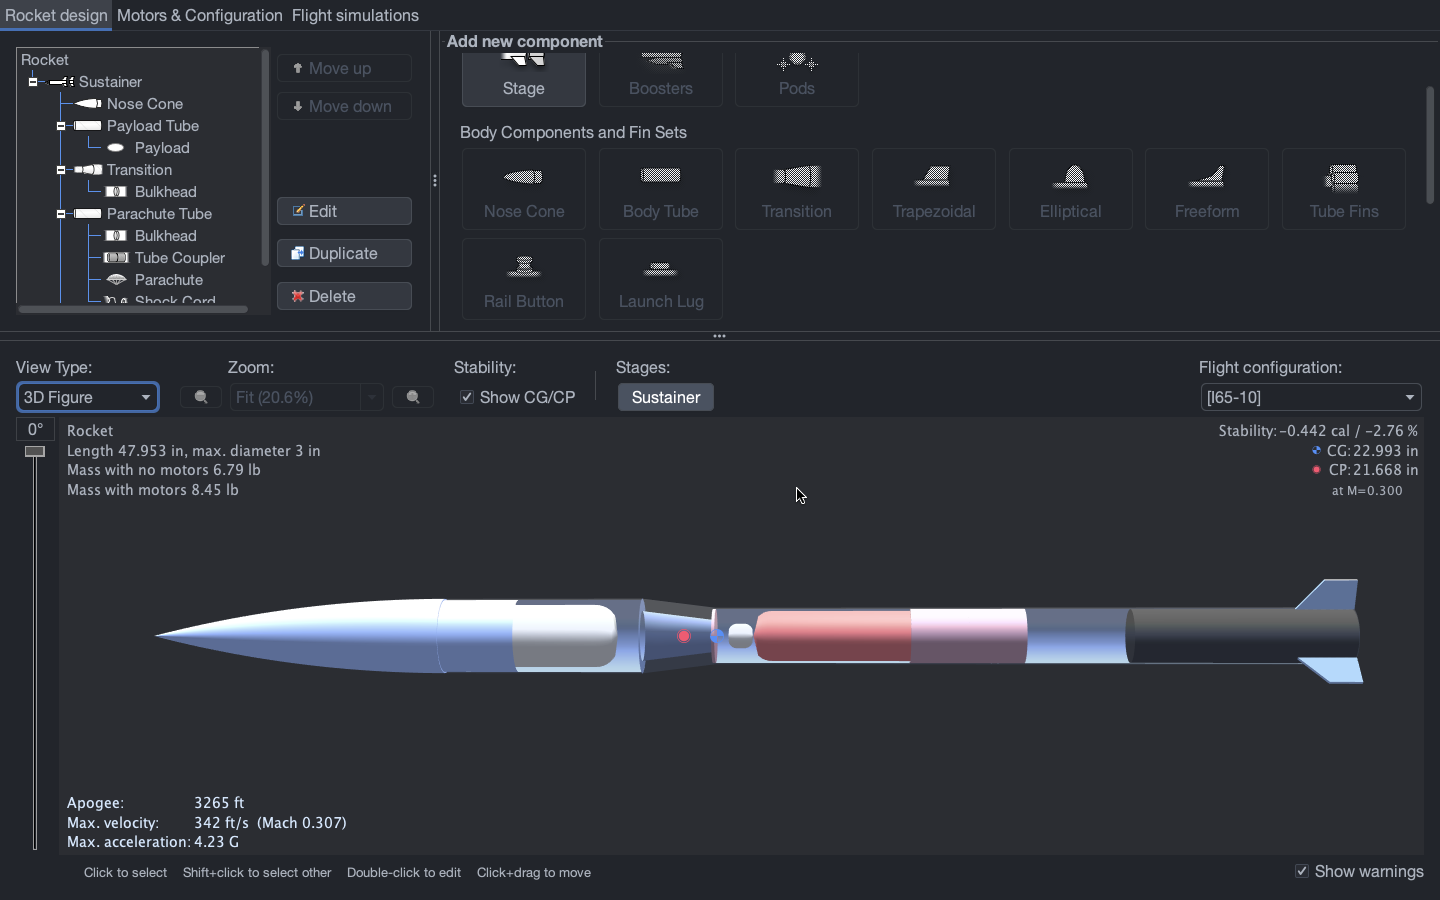 Rocket design Motors & Configuration Flight simulations
Rocket
Sustainer
Nose Cone
Payload Tube
Payload
Transition
Bulkhead
Parachute Tube
Bulkhead
Tube Coupler
Parachute
Shock Cord
Move up
Move down
Edit
Duplicate
Delete
Add new component
Stage Boosters Pods
Body Components and Fin Sets
Nose Cone Body Tube Transition Trapezoidal Elliptical Freeform Tube Fins
Rail Button Launch Lug
View Type: Zoom: Stability: Stages: Flight configuration:
3D Figure Fit (20.6%) Show CG/CP Sustainer [I65-10]
0°
Rocket
Length 47.953 in, max. diameter 3 in
Mass with no motors 6.79 lb
Mass with motors 8.45 lb
Stability: -0.442 cal / -2.76 %
CG: 22.993 in
CP: 21.668 in
at M=0.300
Apogee: 3265 ft
Max. velocity: 342 ft/s (Mach 0.307)
Max. acceleration: 4.23 G
Click to select Shift+click to select other Double-click to edit Click+drag to move
Show warnings